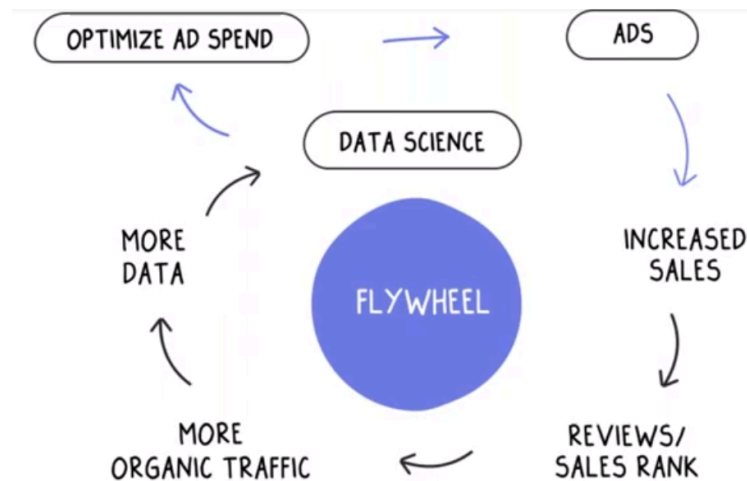 OPTIMIZE AD SPEND
ADS
DATA SCIENCE
MORE
DATA
FLYWHEEL
INCREASED
SALES
MORE
ORGANIC TRAFFIC
REVIEWS/
SALES RANK